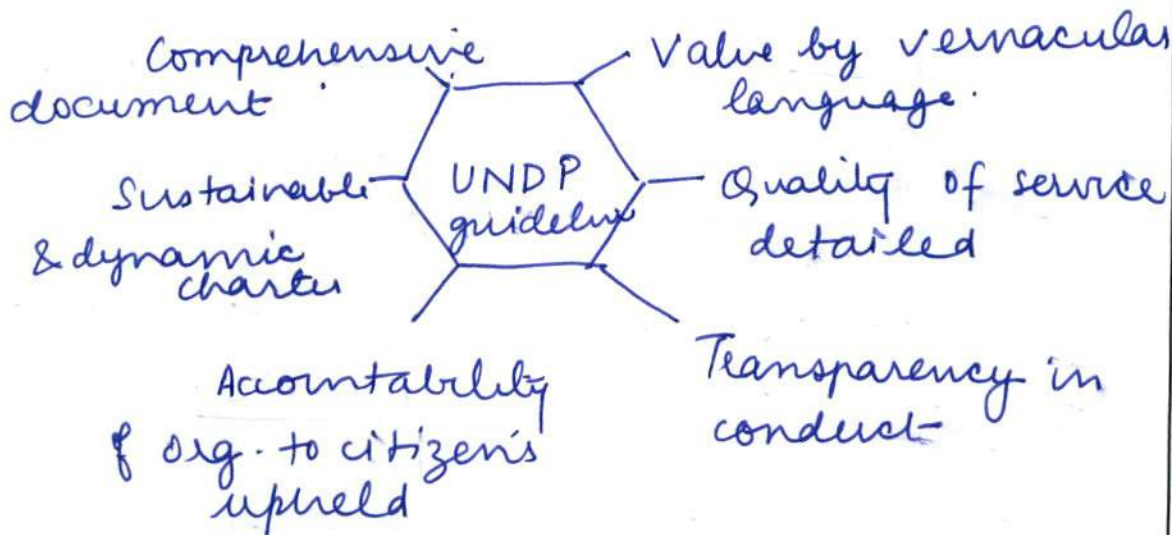 Comprehensive
document
Value by vernacular
language.
Sustainable
& dynamic
charter
UNDP
guideline
Quality of service
detailed
Accountability
of org. to citizen's
upheld
Transparency in
conduct